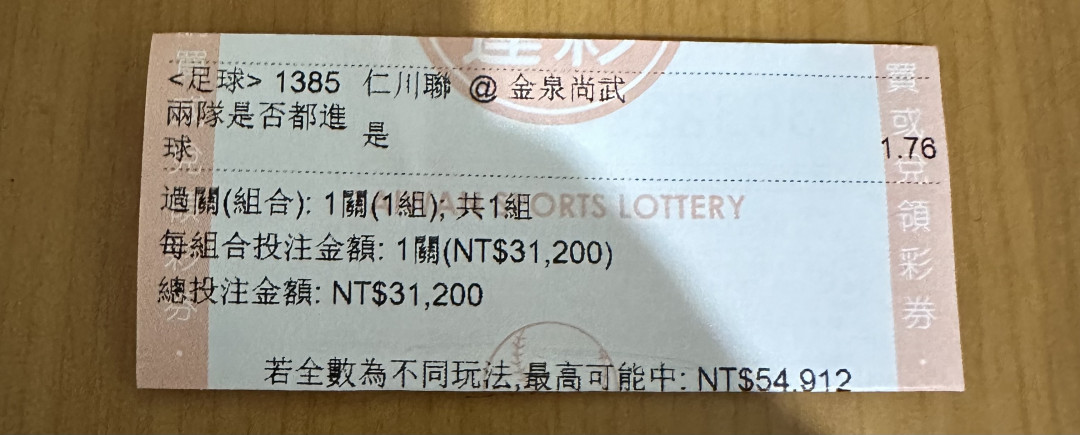 運彩
<足球> 1385 仁川聯 @ 金泉尚武
兩隊是否都進球
是
1.76
過關(組合): 1關(1組); 共1組
每組合投注金額: 1關(NT$31,200)
總投注金額: NT$31,200
SPORTS LOTTERY
若全數為不同玩法,最高可能中: NT$54,912
買或兌領彩券